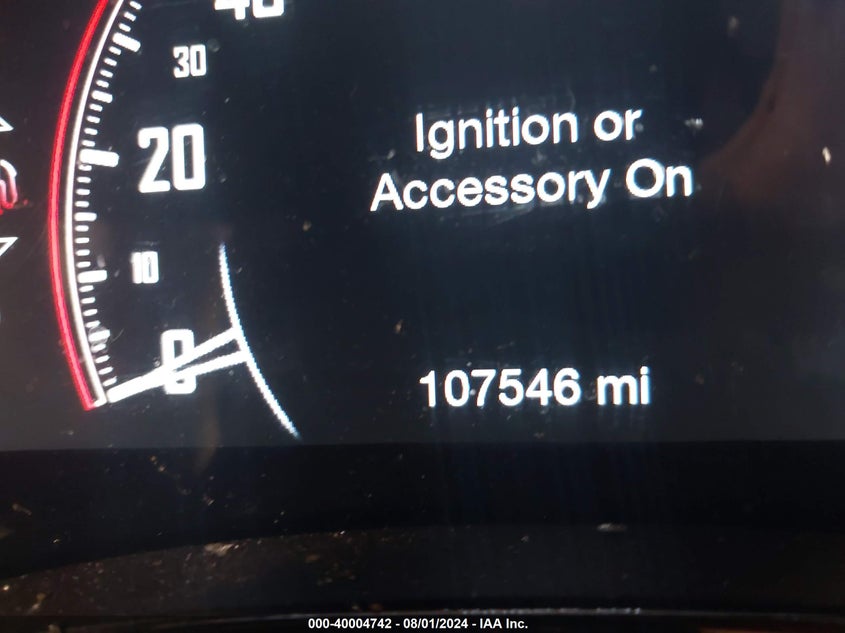 40
30
20
10
0
Ignition or
Accessory On
107546 mi
000-40004742 - 08/01/2024 - IAA Inc.